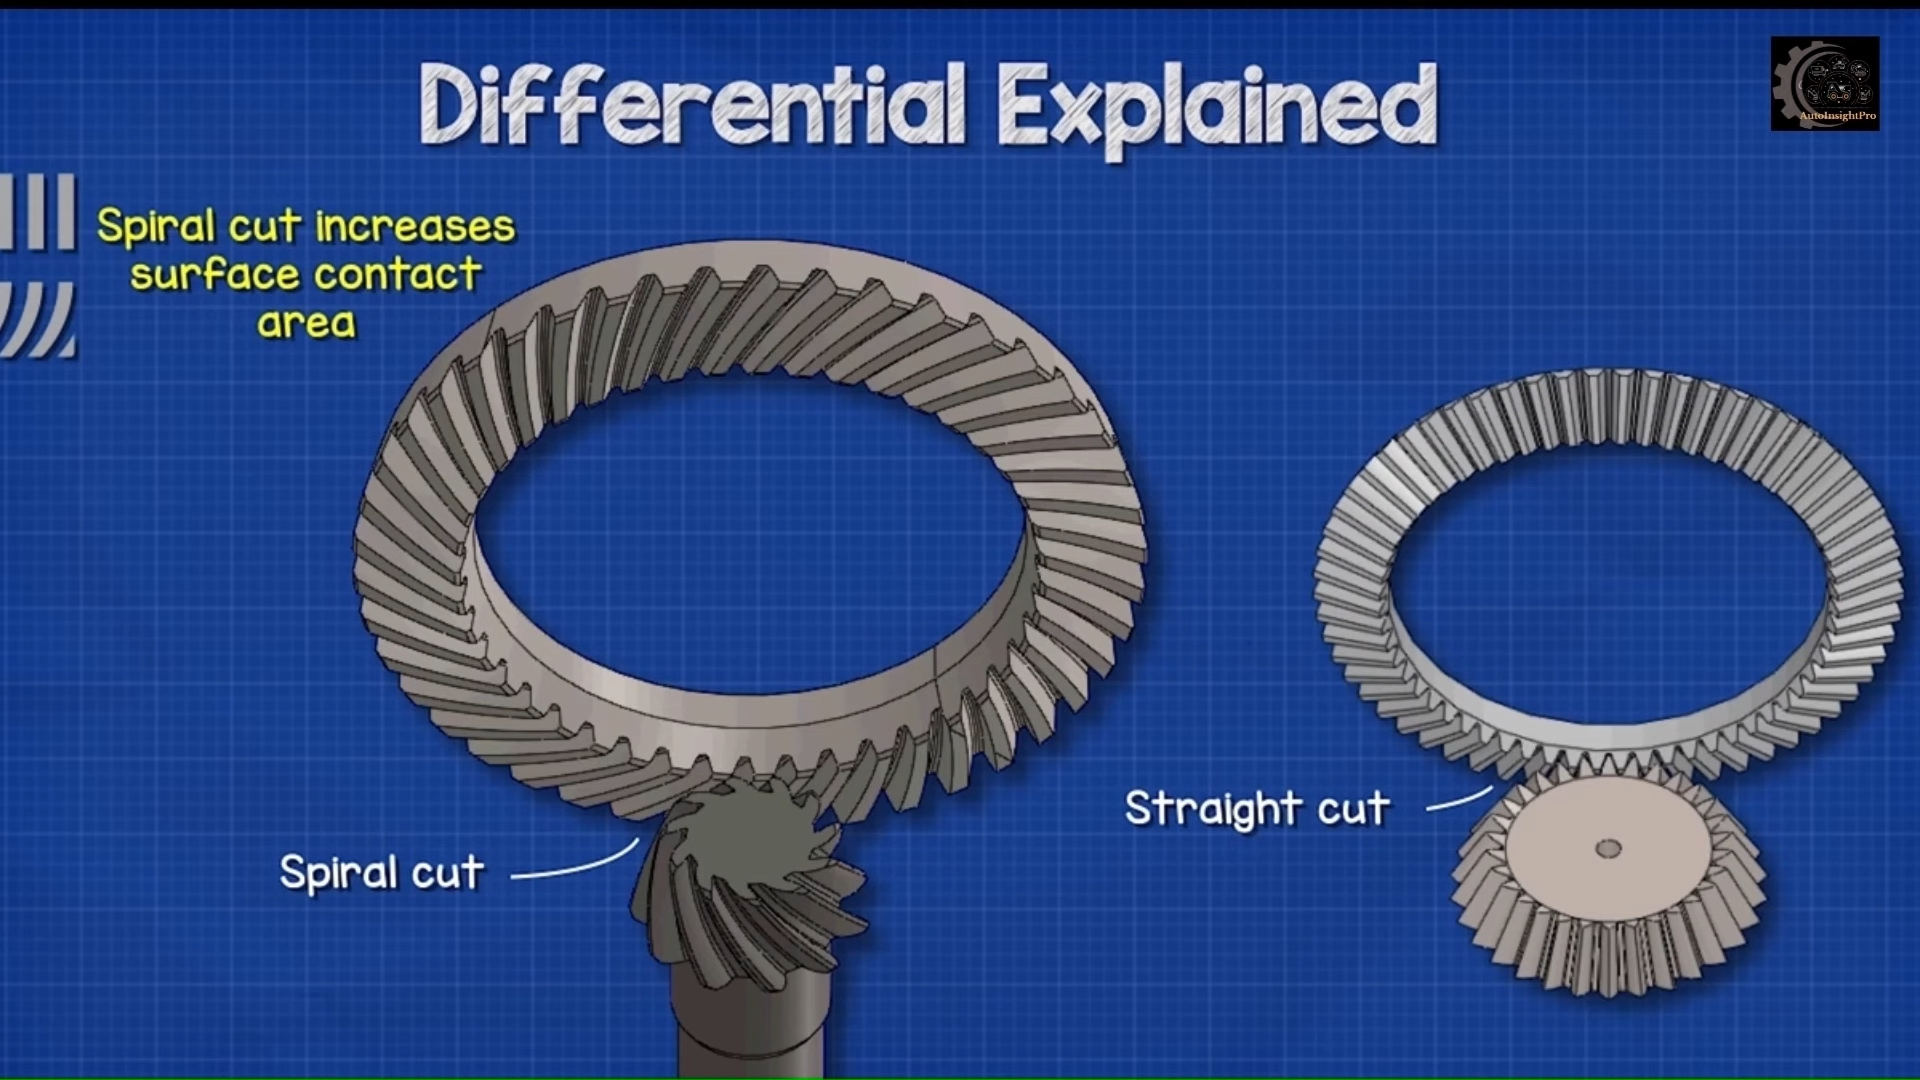 Differential Explained
AutoInsightPro
Spiral cut increases
surface contact
area
Straight cut
Spiral cut